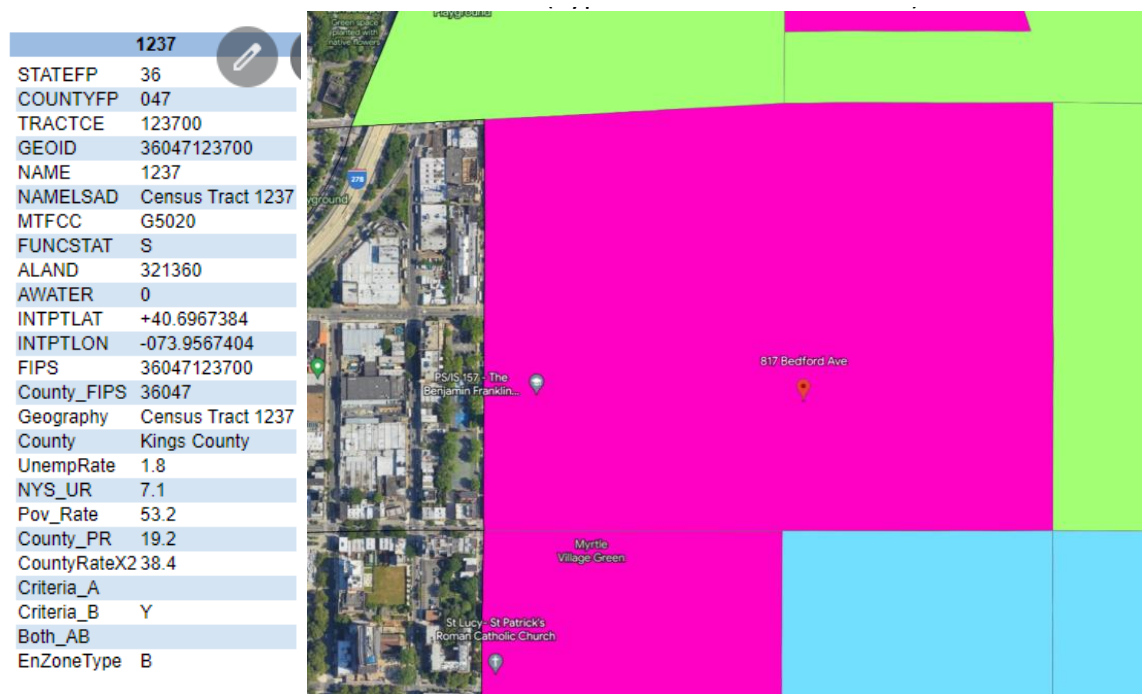 1237
STATEFP 36
COUNTYFP 047
TRACTCE 123700
GEOID 36047123700
NAME 1237
NAMELSAD Census Tract 1237
MTFCC G5020
FUNCSTAT S
ALAND 321360
AWATER 0
INTPTLAT +40.6967384
INTPTLON -073.9567404
FIPS 36047123700
County_FIPS 36047
Geography Census Tract 1237
County Kings County
UnempRate 1.8
NYS_UR 7.1
Pov_Rate 53.2
County_PR 19.2
CountyRateX2 38.4
Criteria_A
Criteria_B Y
Both_AB
EnZoneType B
Playground
Green space
planted with
native flowers
278
yground
817 Bedford Ave
PS/IS 157 - The
Benjamin Franklin...
Myrtle
Village Green
St Lucy- St Patrick's
Roman Catholic Church